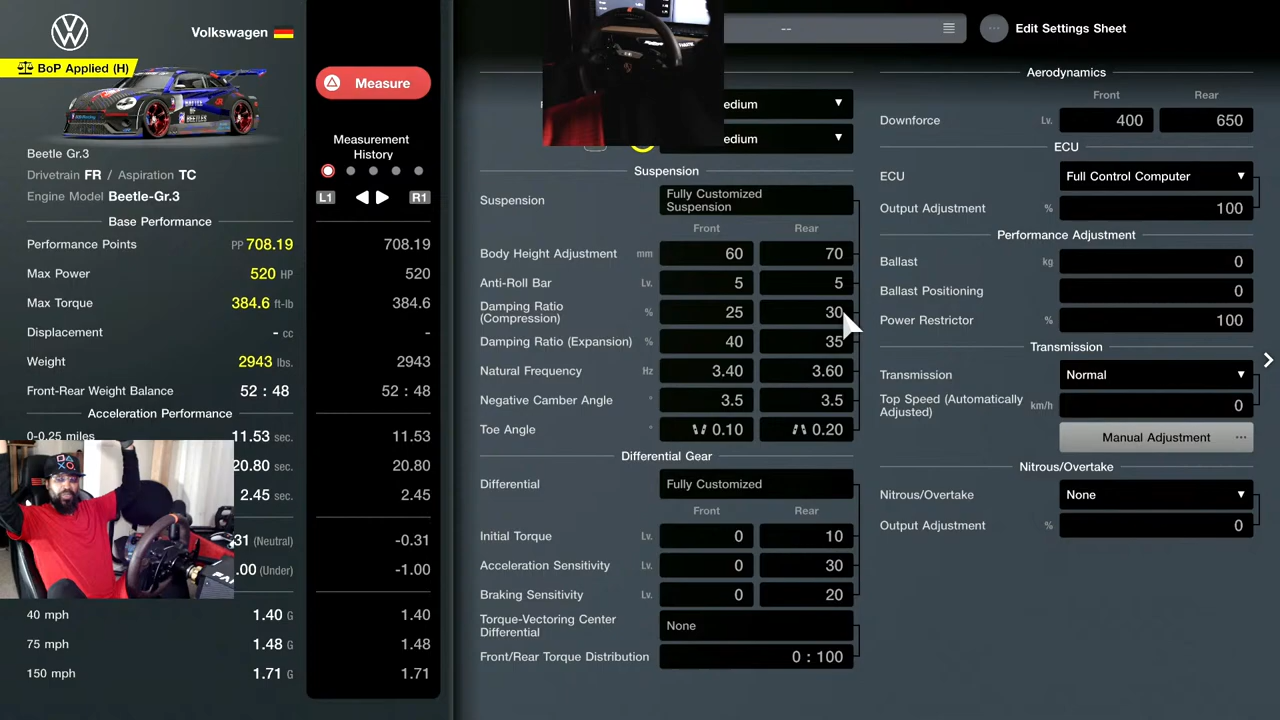 Volkswagen
BoP Applied (H)
Beetle Gr.3
Drivetrain FR / Aspiration TC
Engine Model Beetle-Gr.3
Base Performance
Performance Points PP 708.19
Max Power 520 HP
Max Torque 384.6 ft-lb
Displacement - cc
Weight 2943 lbs.
Front-Rear Weight Balance 52 : 48
Acceleration Performance
0-0.25 miles 11.53 sec.
20.80 sec.
2.45 sec.
31 (Neutral)
.00 (Under)
40 mph 1.40 G
75 mph 1.48 G
150 mph 1.71 G
Measure
Measurement
History
L1 R1
708.19
520
384.6
-
2943
52 : 48
11.53
20.80
2.45
-0.31
-1.00
1.40
1.48
1.71
-- Edit Settings Sheet
edium
edium
Suspension
Suspension Fully Customized
Suspension
Front Rear
Body Height Adjustment mm 60 70
Anti-Roll Bar Lv. 5 5
Damping Ratio
(Compression) % 25 30
Damping Ratio (Expansion) % 40 35
Natural Frequency Hz 3.40 3.60
Negative Camber Angle ° 3.5 3.5
Toe Angle ° 0.10 0.20
Differential Gear
Differential Fully Customized
Front Rear
Initial Torque Lv. 0 10
Acceleration Sensitivity Lv. 0 30
Braking Sensitivity Lv. 0 20
Torque-Vectoring Center
Differential None
Front/Rear Torque Distribution 0 : 100
Aerodynamics
Front Rear
Downforce Lv. 400 650
ECU
ECU Full Control Computer
Output Adjustment % 100
Performance Adjustment
Ballast kg 0
Ballast Positioning 0
Power Restrictor % 100
Transmission
Transmission Normal
Top Speed (Automatically
Adjusted) km/h 0
Manual Adjustment ...
Nitrous/Overtake
Nitrous/Overtake None
Output Adjustment % 0